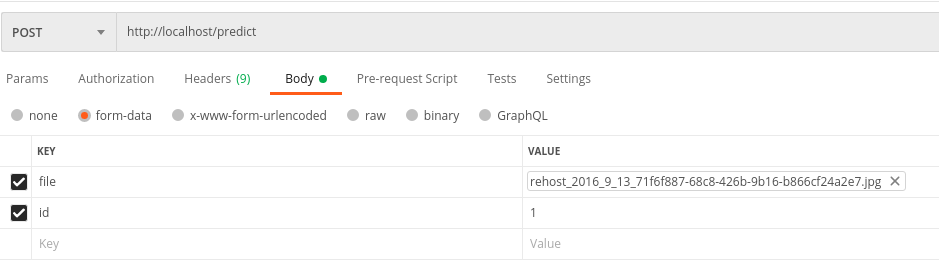 POST http://localhost/predict
Params Authorization Headers (9) Body Pre-request Script Tests Settings
none form-data x-www-form-urlencoded raw binary GraphQL
KEY VALUE
file rehost_2016_9_13_71f6f887-68c8-426b-9b16-b866cf24a2e7.jpg
id 1
Key Value